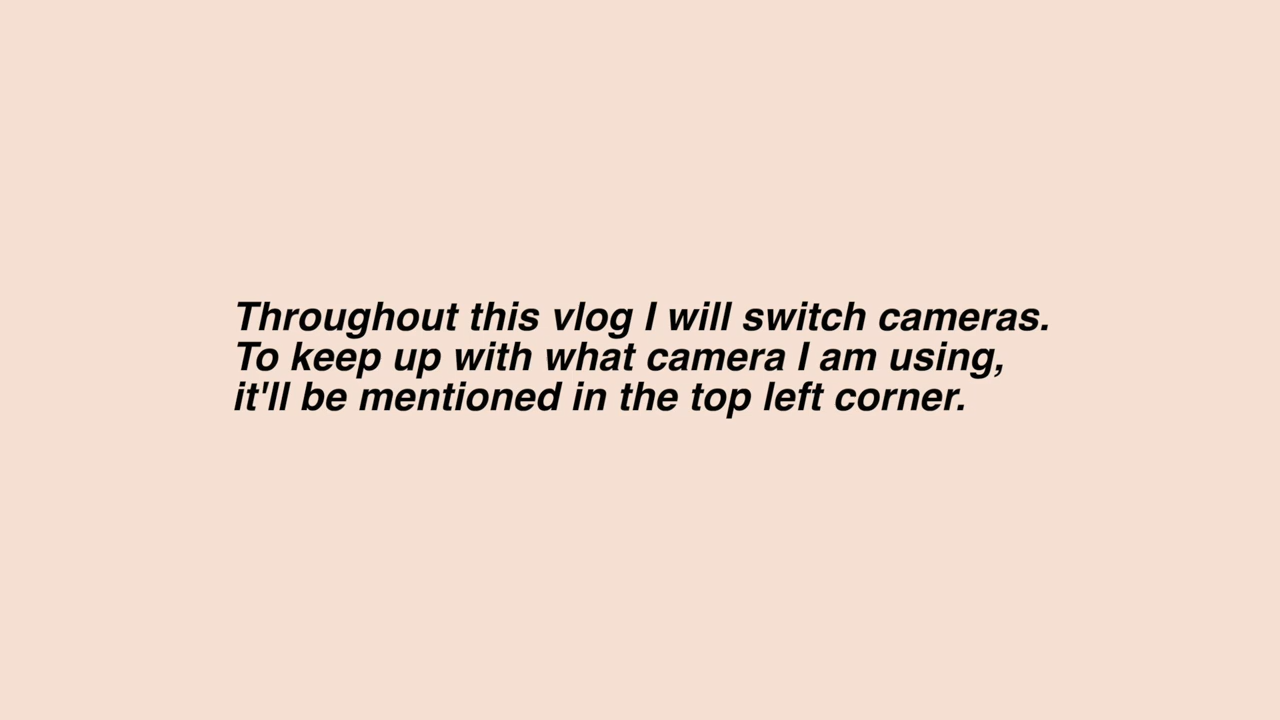 Throughout this vlog I will switch cameras.
To keep up with what camera I am using,
it'll be mentioned in the top left corner.